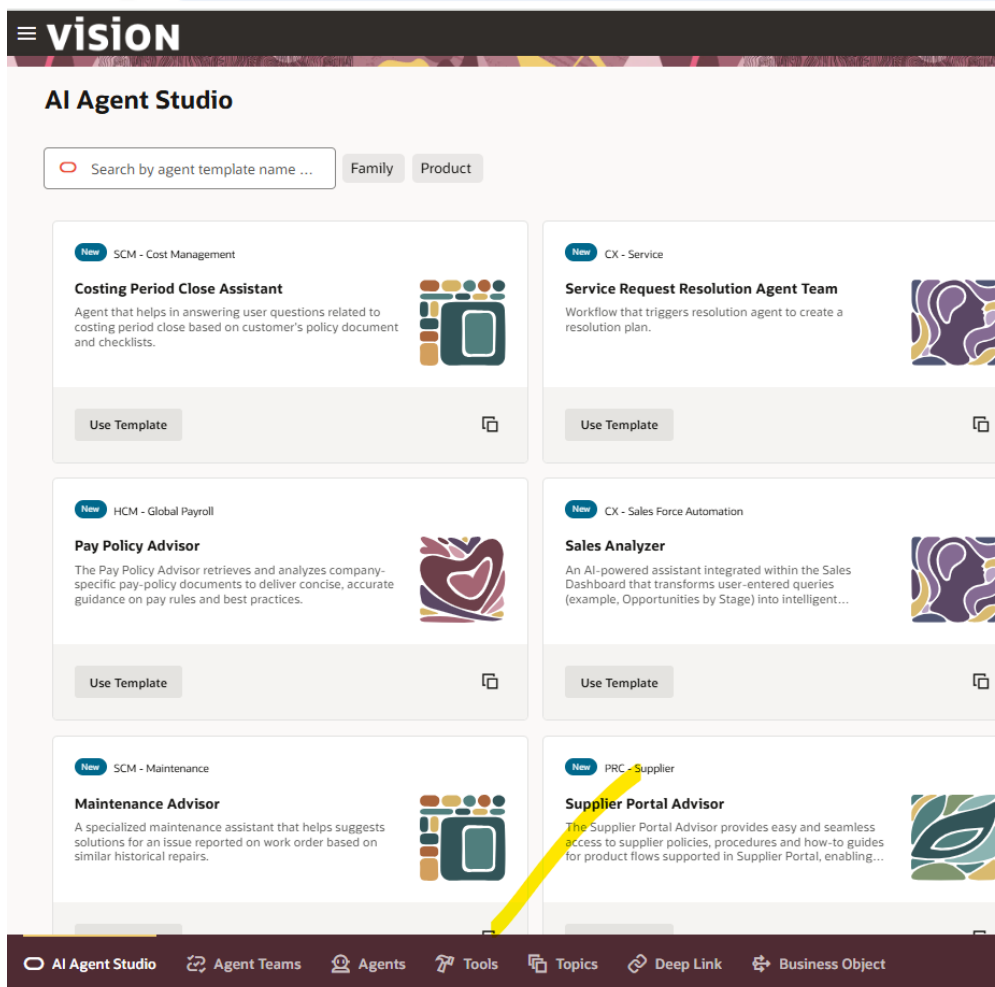 vision
AI Agent Studio
Search by agent template name ...
Family
Product
New
SCM - Cost Management
Costing Period Close Assistant
Agent that helps in answering user questions related to
costing period close based on customer's policy document
and checklists.
Use Template
New
CX - Service
Service Request Resolution Agent Team
Workflow that triggers resolution agent to create a
resolution plan.
Use Template
New
HCM - Global Payroll
Pay Policy Advisor
The Pay Policy Advisor retrieves and analyzes company-
specific pay-policy documents to deliver concise, accurate
guidance on pay rules and best practices.
Use Template
New
CX - Sales Force Automation
Sales Analyzer
An AI-powered assistant integrated within the Sales
Dashboard that transforms user-entered queries
(example, Opportunities by Stage) into intelligent...
Use Template
New
SCM - Maintenance
Maintenance Advisor
A specialized maintenance assistant that helps suggests
solutions for an issue reported on work order based on
similar historical repairs.
New
PRC - Supplier
Supplier Portal Advisor
The Supplier Portal Advisor provides easy and seamless
access to supplier policies, procedures and how-to guides
for product flows supported in Supplier Portal, enabling...
AI Agent Studio
Agent Teams
Agents
Tools
Topics
Deep Link
Business Object